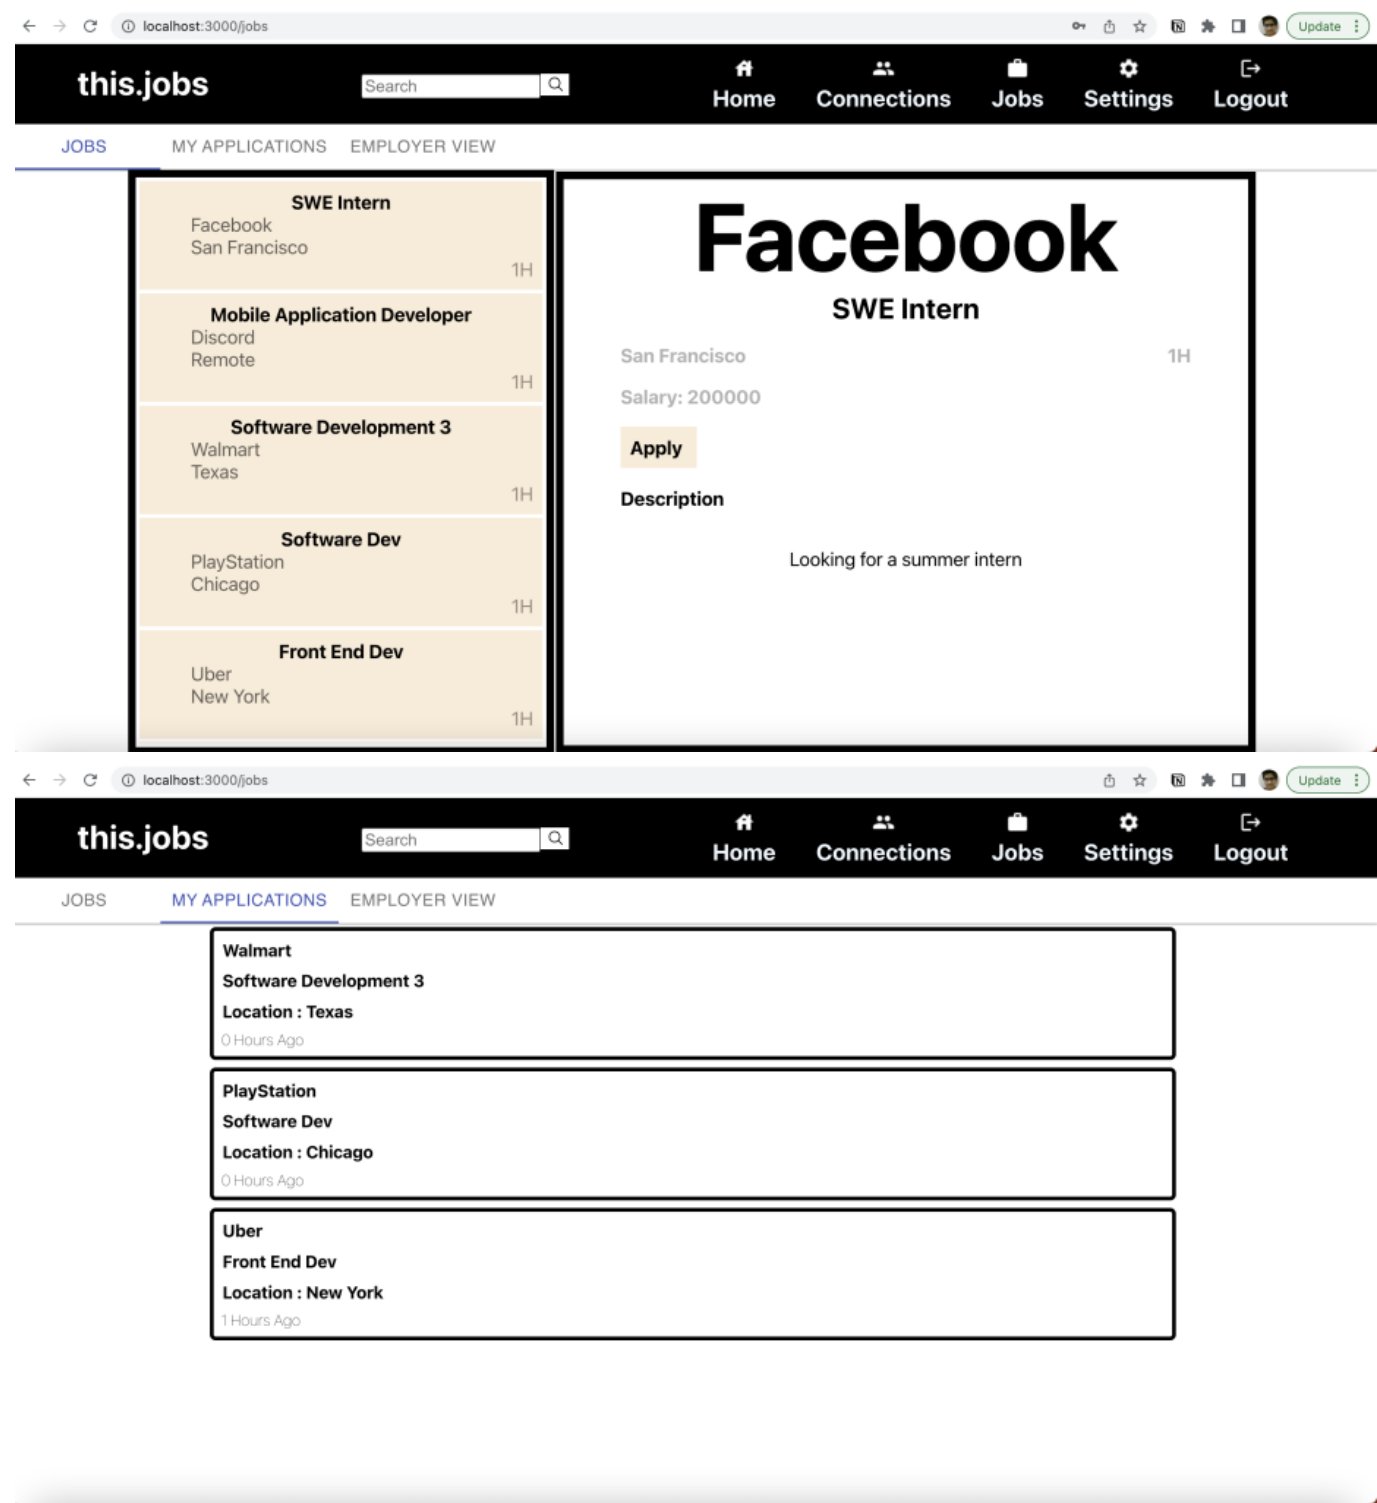 localhost:3000/jobs
Update
this.jobs
Search
Home
Connections
Jobs
Settings
Logout
JOBS
MY APPLICATIONS
EMPLOYER VIEW
SWE Intern
Facebook
San Francisco
1H
Mobile Application Developer
Discord
Remote
1H
Software Development 3
Walmart
Texas
1H
Software Dev
PlayStation
Chicago
1H
Front End Dev
Uber
New York
1H
Facebook
SWE Intern
San Francisco
1H
Salary: 200000
Apply
Description
Looking for a summer intern
localhost:3000/jobs
Update
this.jobs
Search
Home
Connections
Jobs
Settings
Logout
JOBS
MY APPLICATIONS
EMPLOYER VIEW
Walmart
Software Development 3
Location : Texas
0 Hours Ago
PlayStation
Software Dev
Location : Chicago
0 Hours Ago
Uber
Front End Dev
Location : New York
1 Hours Ago